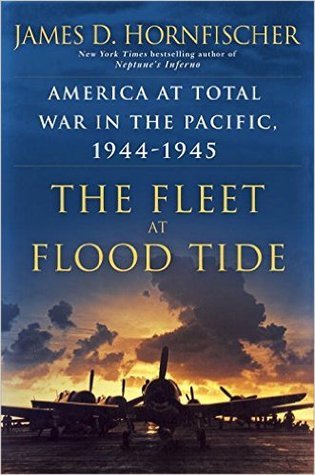 JAMES D. HORNFISCHER
New York Times bestselling author of
Neptune's Inferno
AMERICA AT TOTAL
WAR IN THE PACIFIC,
1944-1945
THE FLEET
AT
FLOOD TIDE